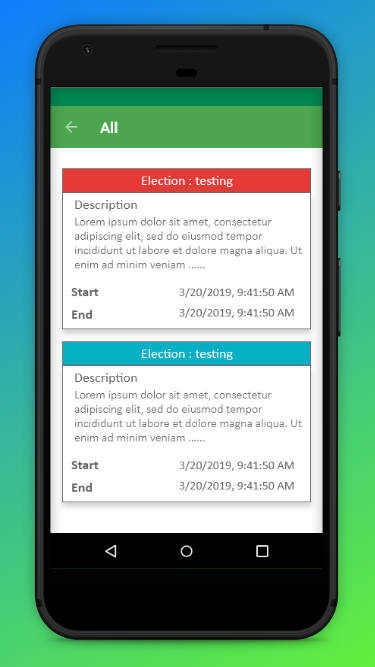 All
Election : testing
Description
Lorem ipsum dolor sit amet, consectetur
adipiscing elit, sed do eiusmod tempor
incididunt ut labore et dolore magna aliqua. Ut
enim ad minim veniam ......
Start 3/20/2019, 9:41:50 AM
End 3/20/2019, 9:41:50 AM
Election : testing
Description
Lorem ipsum dolor sit amet, consectetur
adipiscing elit, sed do eiusmod tempor
incididunt ut labore et dolore magna aliqua. Ut
enim ad minim veniam ......
Start 3/20/2019, 9:41:50 AM
End 3/20/2019, 9:41:50 AM